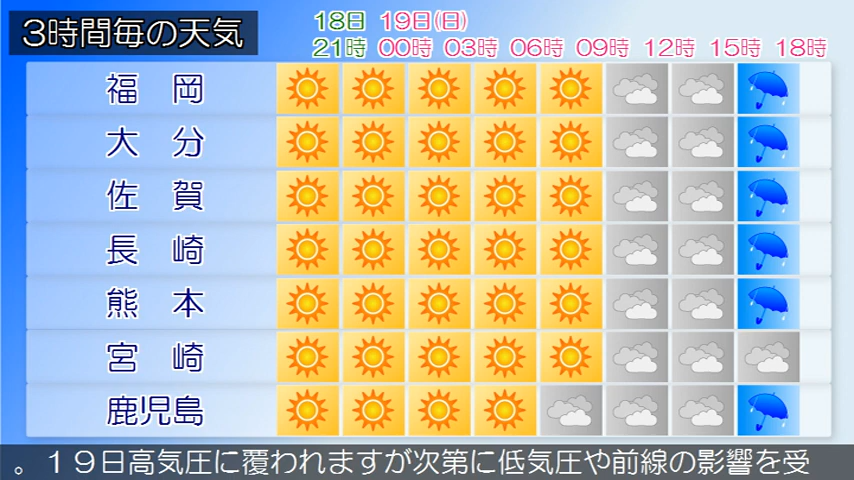 3時間毎の天気
18日 19日(日)
21時 00時 03時 06時 09時 12時 15時 18時
福岡
大分
佐賀
長崎
熊本
宮崎
鹿児島
。１９日高気圧に覆われますが次第に低気圧や前線の影響を受